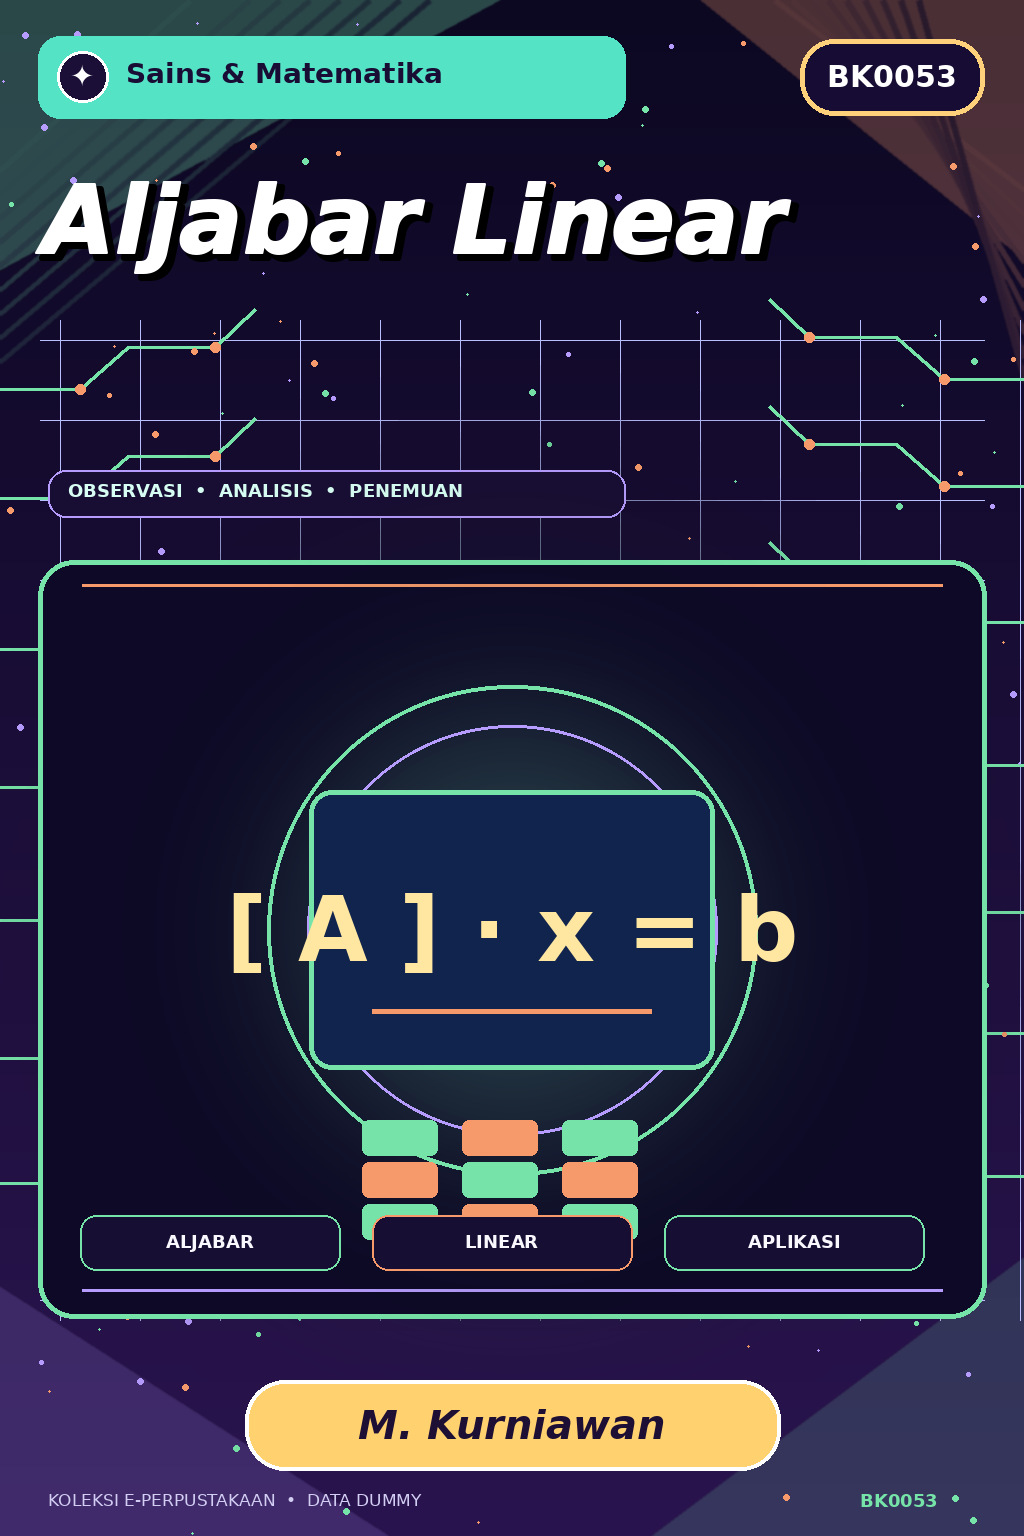 ✦ Sains & Matematika
BK0053
Aljabar Linear
OBSERVASI • ANALISIS • PENEMUAN
[ A ] · x = b
ALJABAR
LINEAR
APLIKASI
M. Kurniawan
KOLEKSI E-PERPUSTAKAAN • DATA DUMMY
BK0053